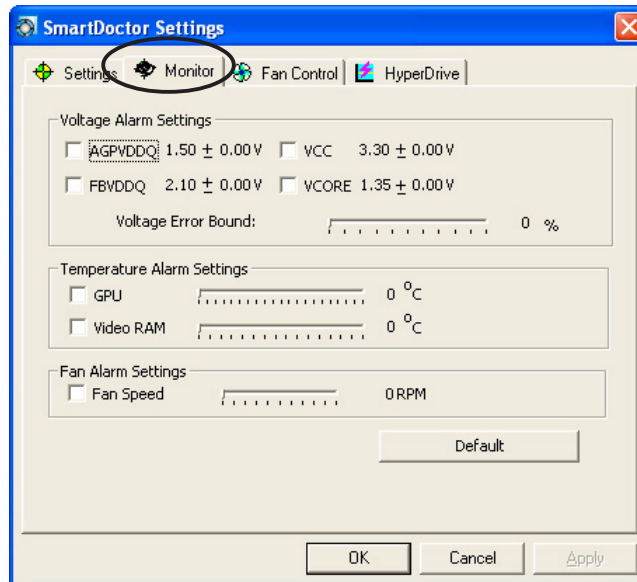 SmartDoctor Settings
Settings Monitor Fan Control HyperDrive
Voltage Alarm Settings
AGPVDDQ 1.50 ± 0.00 V VCC 3.30 ± 0.00 V
FBVDDQ 2.10 ± 0.00 V VCORE 1.35 ± 0.00 V
Voltage Error Bound: 0 %
Temperature Alarm Settings
GPU 0 °C
Video RAM 0 °C
Fan Alarm Settings
Fan Speed 0 RPM
Default
OK Cancel Apply